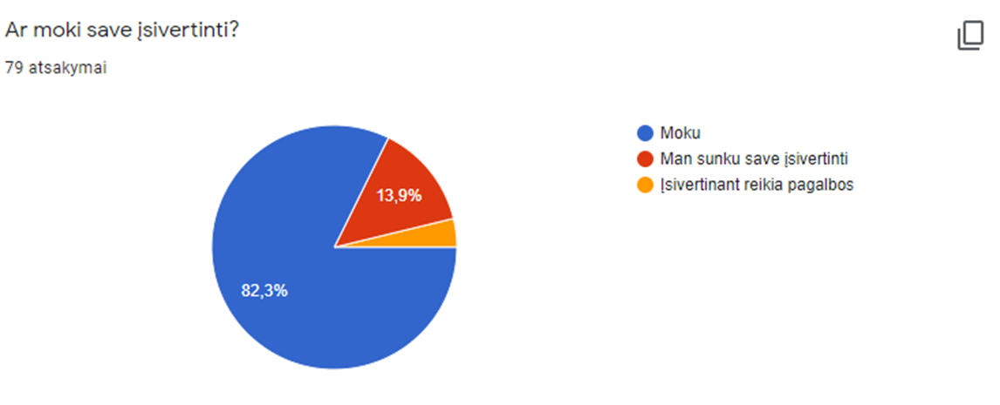 Ar moki save įsivertinti?
79 atsakymai
Moku
Man sunku save įsivertinti
Įsivertinant reikia pagalbos
13,9%
82,3%